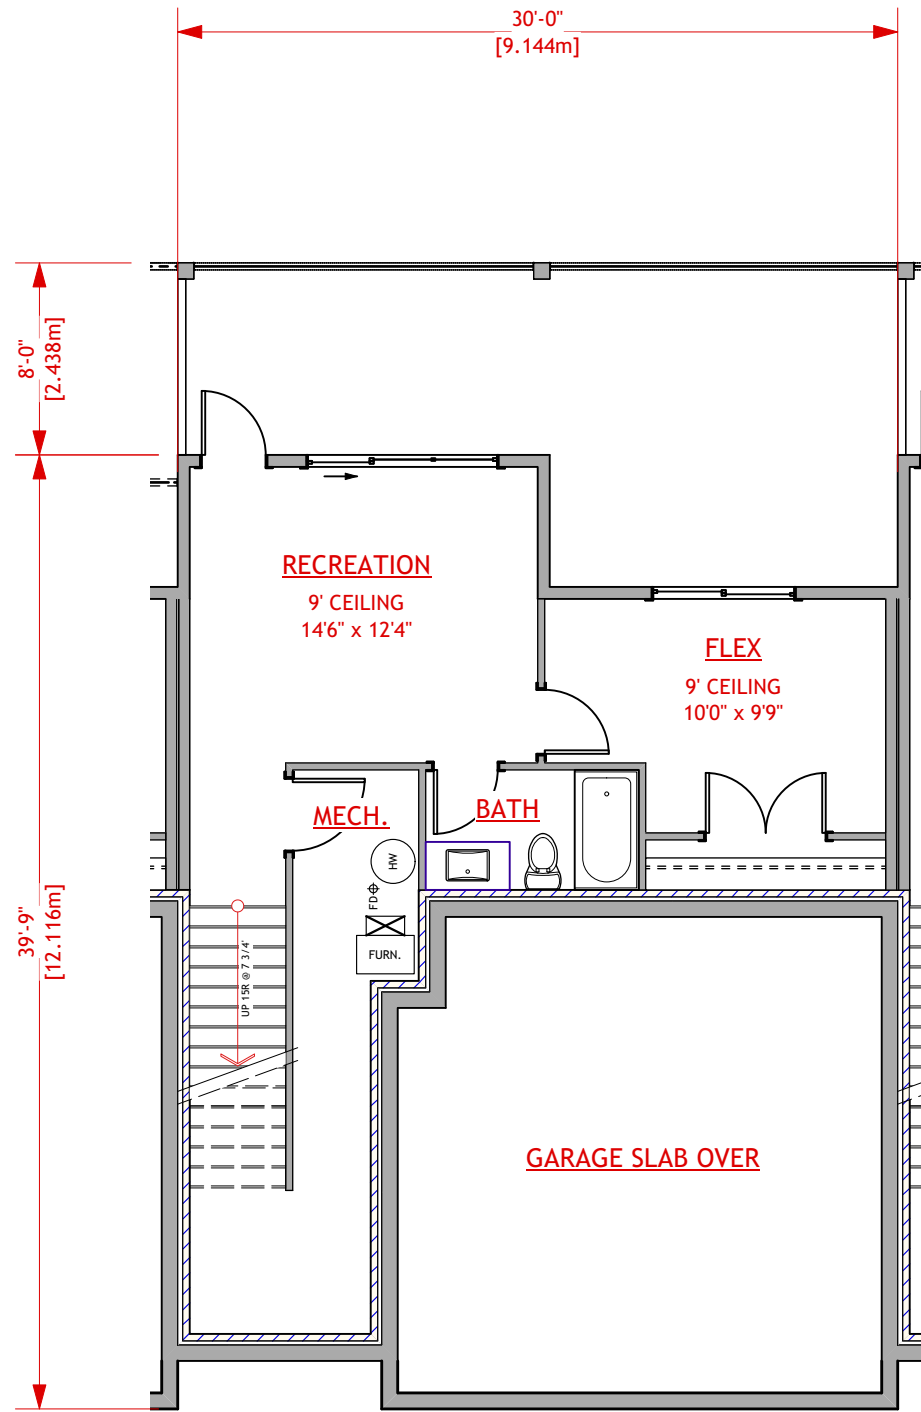 30'-0"
[9.144m]
8'-0"
[2.438m]
RECREATION
9' CEILING
14'6" x 12'4"
FLEX
9' CEILING
10'0" x 9'9"
MECH.
BATH
HW
FD
FURN.
39'-9"
[12.116m]
UP 15R @ 7 3/4'
GARAGE SLAB OVER